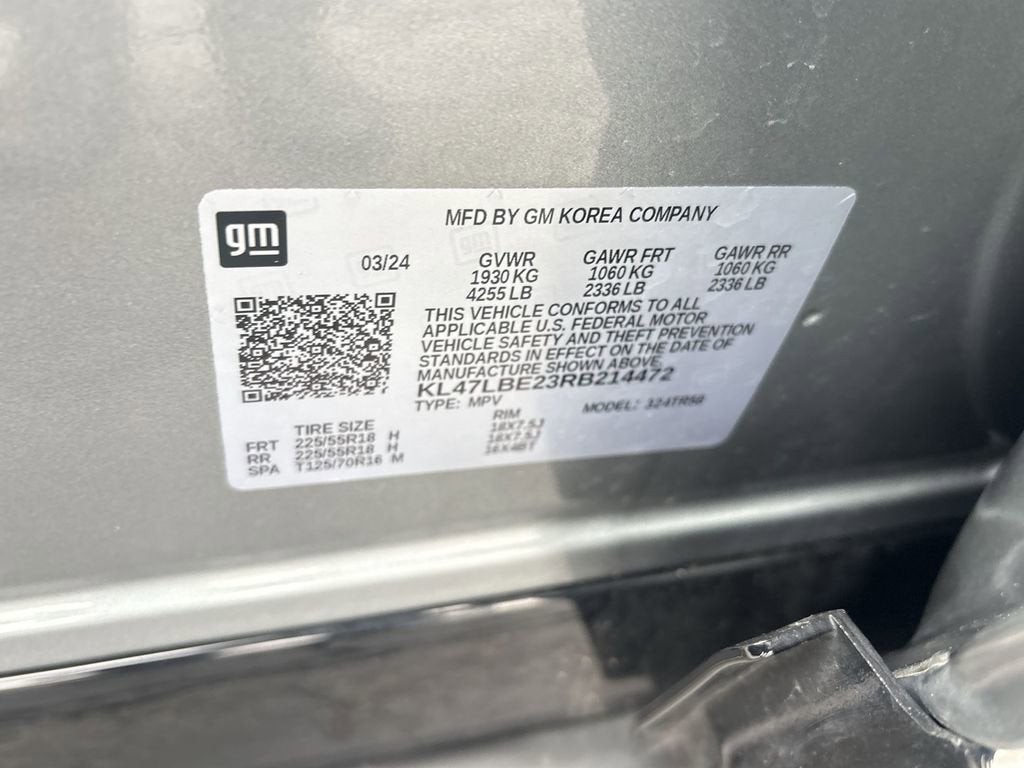 gm
MFD BY GM KOREA COMPANY
03/24
GVWR
1930 KG
4255 LB
GAWR FRT
1060 KG
2336 LB
GAWR RR
1060 KG
2336 LB
THIS VEHICLE CONFORMS TO ALL
APPLICABLE U.S. FEDERAL MOTOR
VEHICLE SAFETY AND THEFT PREVENTION
STANDARDS IN EFFECT ON THE DATE OF
MANUFACTURE SHOWN ABOVE.
KL47LBE23RB214472
TYPE: MPV
MODEL: 324TR58
TIRE SIZE RIM
FRT 225/55R18 H 18X7.5J
RR 225/55R18 H 18X7.5J
SPA T125/70R16 M 16X4BT